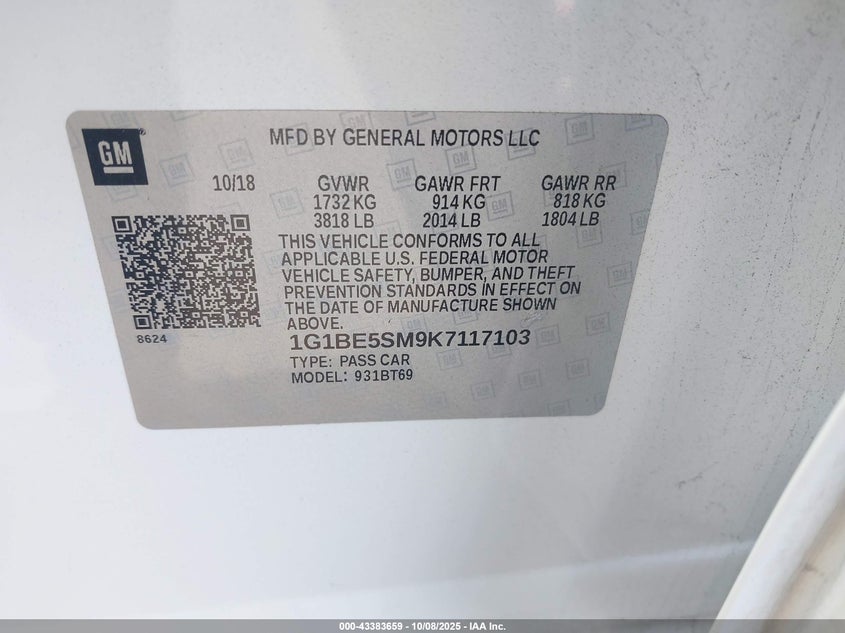 GM
MFD BY GENERAL MOTORS LLC
10/18 GVWR GAWR FRT GAWR RR
1732 KG 914 KG 818 KG
3818 LB 2014 LB 1804 LB
THIS VEHICLE CONFORMS TO ALL
APPLICABLE U.S. FEDERAL MOTOR
VEHICLE SAFETY, BUMPER, AND THEFT
PREVENTION STANDARDS IN EFFECT ON
THE DATE OF MANUFACTURE SHOWN
ABOVE.
8624
1G1BE5SM9K7117103
TYPE: PASS CAR
MODEL: 931BT69
000-43383659 - 10/08/2025 - IAA Inc.